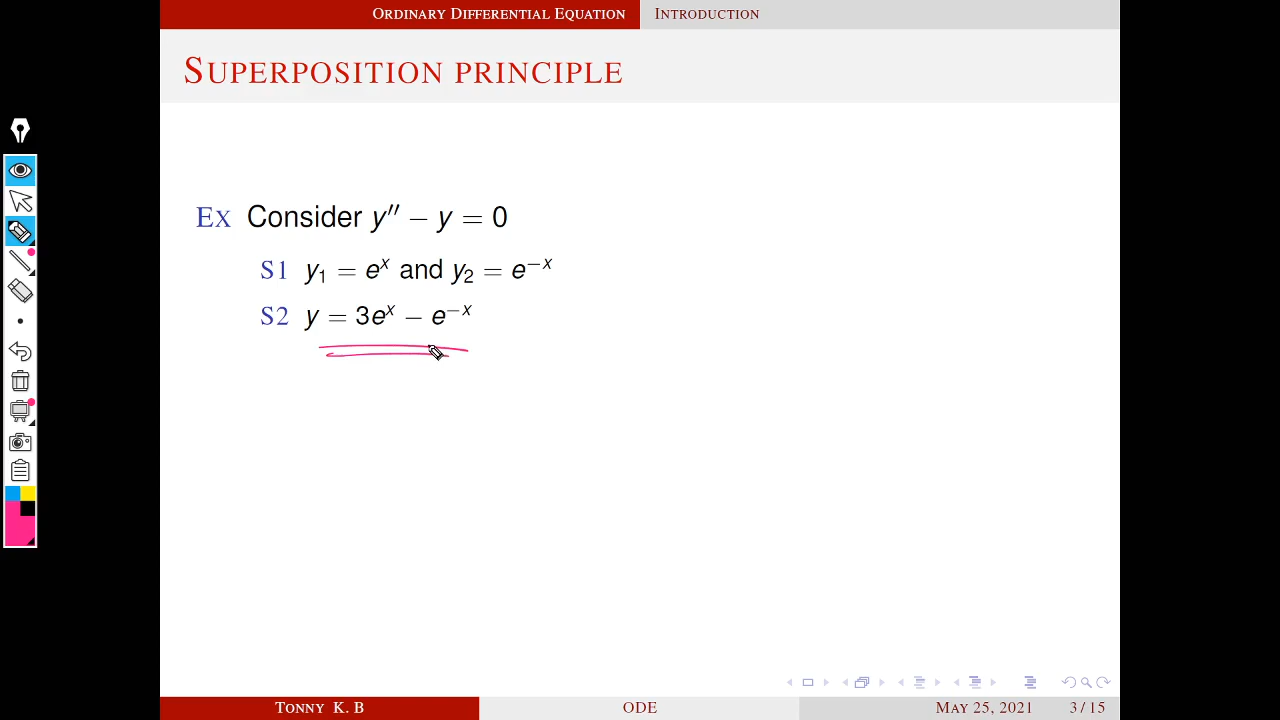 ORDINARY DIFFERENTIAL EQUATION INTRODUCTION
SUPERPOSITION PRINCIPLE
EX Consider y′′ − y = 0
S1 y₁ = eˣ and y₂ = e⁻ˣ
S2 y = 3eˣ − e⁻ˣ
TONNY K. B ODE MAY 25, 2021 3 / 15